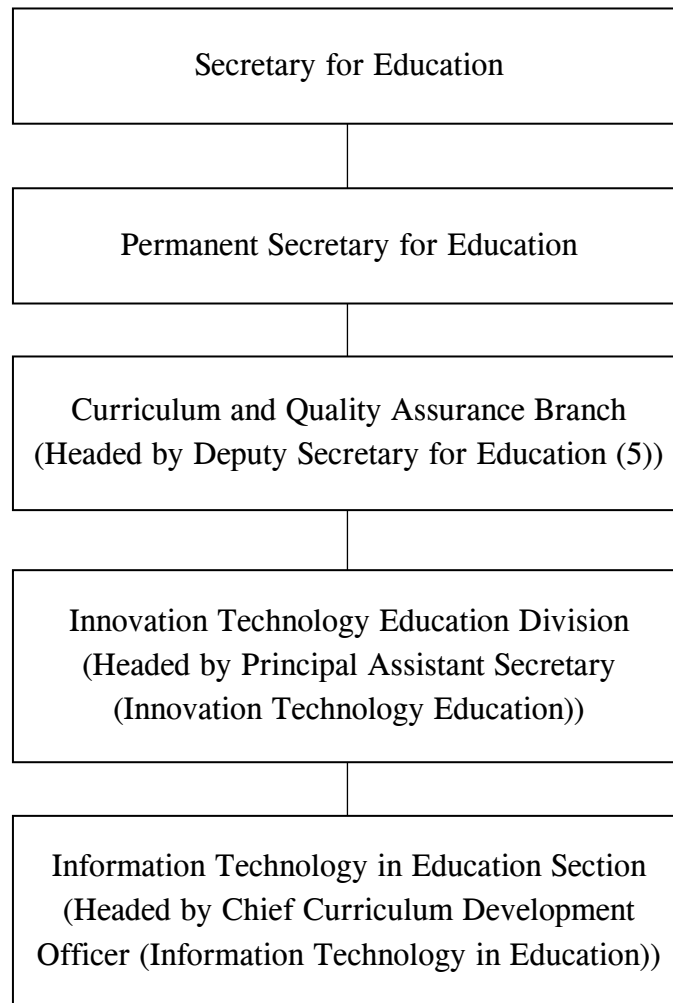 Secretary for Education
Permanent Secretary for Education
Curriculum and Quality Assurance Branch
(Headed by Deputy Secretary for Education (5))
Innovation Technology Education Division
(Headed by Principal Assistant Secretary
(Innovation Technology Education))
Information Technology in Education Section
(Headed by Chief Curriculum Development
Officer (Information Technology in Education))